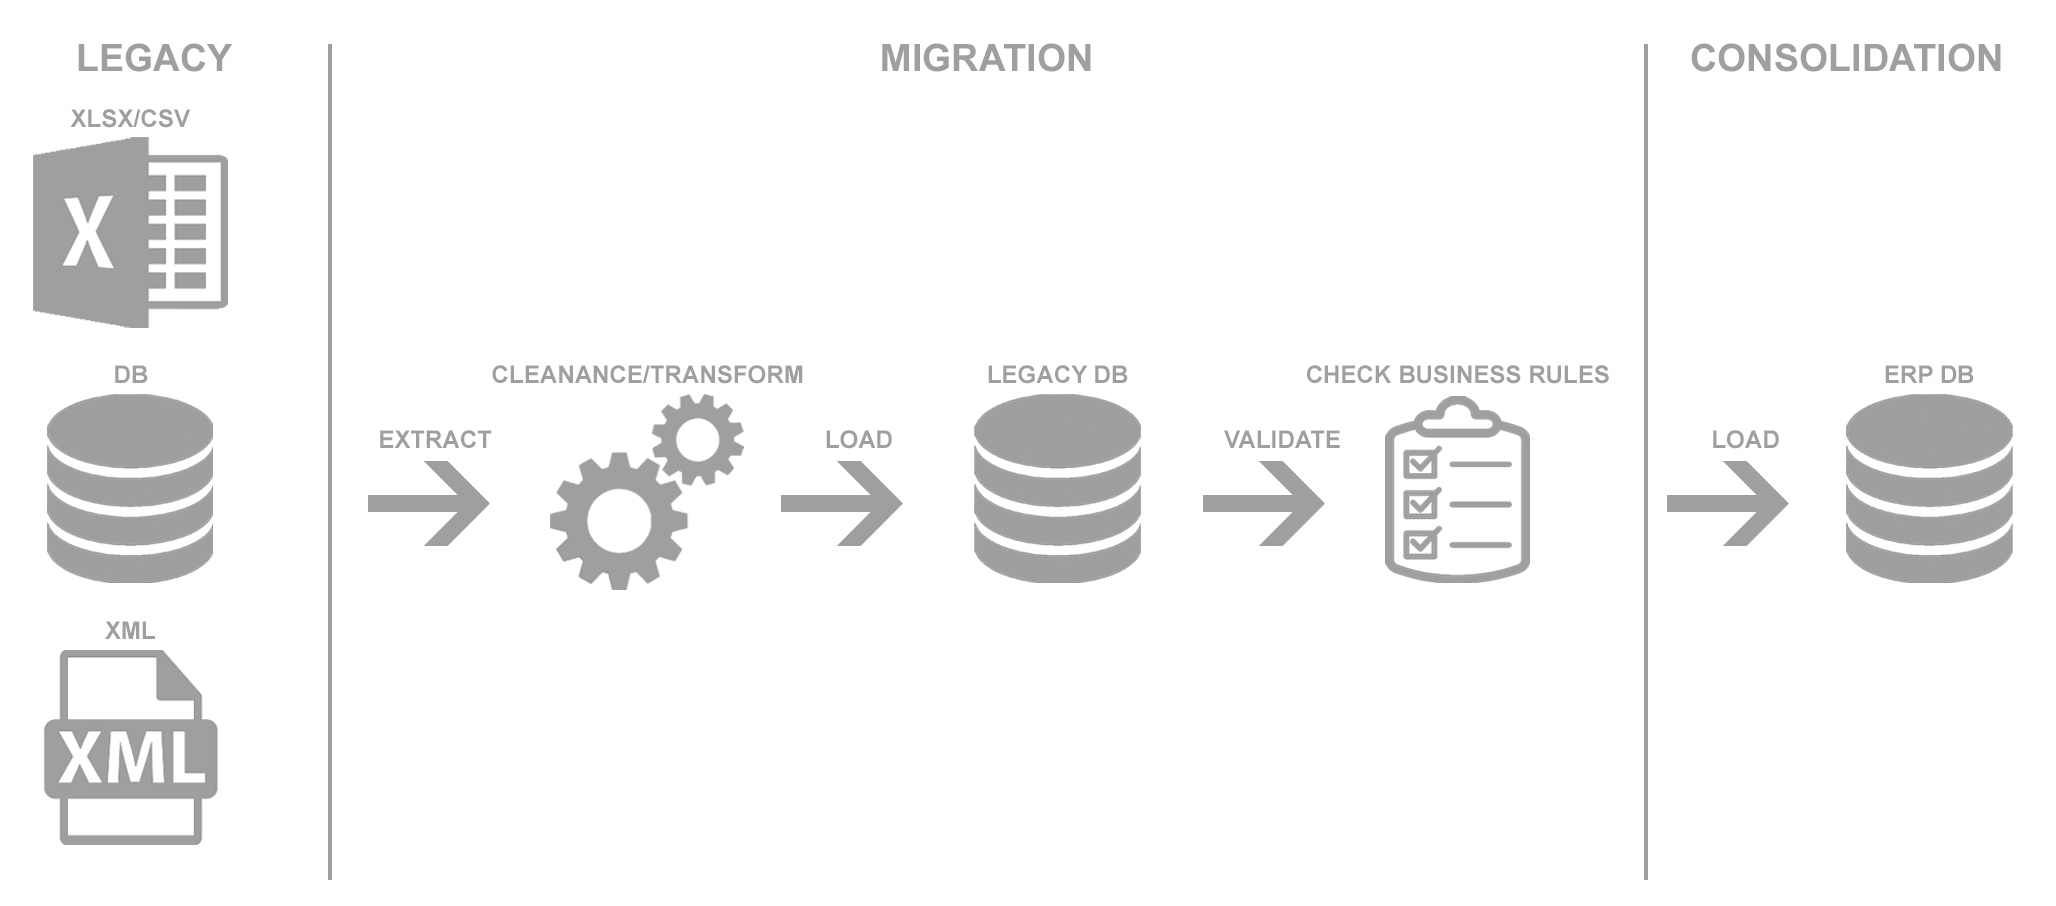 LEGACY
MIGRATION
CONSOLIDATION
XLSX/CSV
X
DB
CLEANANCE/TRANSFORM
LEGACY DB
CHECK BUSINESS RULES
ERP DB
EXTRACT
LOAD
VALIDATE
LOAD
XML
XML